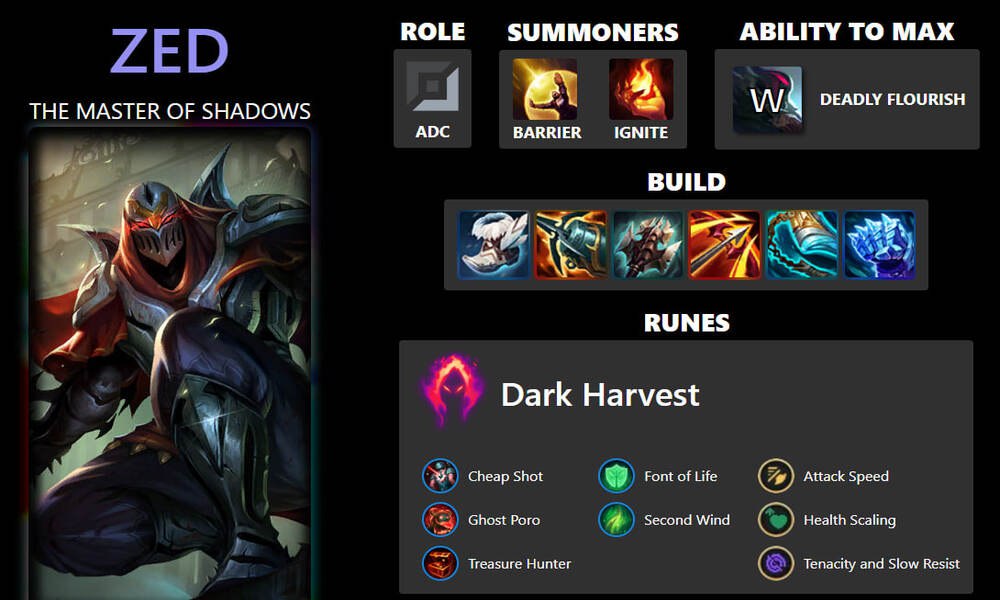 ZED
THE MASTER OF SHADOWS
ROLE
ADC
SUMMONERS
BARRIER
IGNITE
ABILITY TO MAX
W
DEADLY FLOURISH
BUILD
RUNES
Dark Harvest
Cheap Shot
Ghost Poro
Treasure Hunter
Font of Life
Second Wind
Attack Speed
Health Scaling
Tenacity and Slow Resist